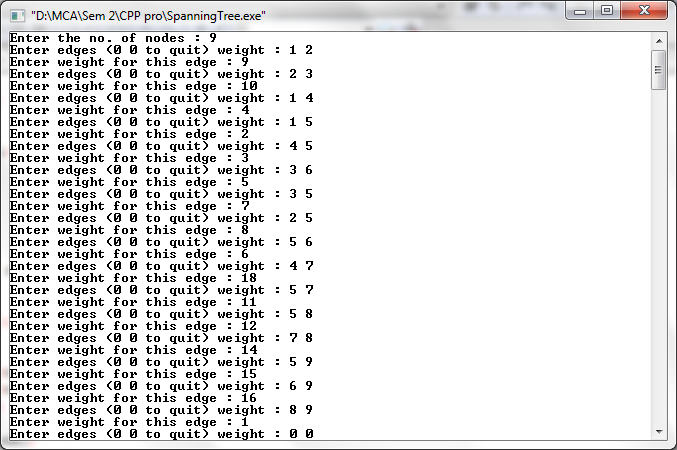 "D:\MCA\Sem 2\CPP pro\SpanningTree.exe"
Enter the no. of nodes : 9
Enter edges (0 0 to quit) weight : 1 2
Enter weight for this edge : 9
Enter edges (0 0 to quit) weight : 2 3
Enter weight for this edge : 10
Enter edges (0 0 to quit) weight : 1 4
Enter weight for this edge : 4
Enter edges (0 0 to quit) weight : 1 5
Enter weight for this edge : 2
Enter edges (0 0 to quit) weight : 4 5
Enter weight for this edge : 3
Enter edges (0 0 to quit) weight : 3 6
Enter weight for this edge : 5
Enter edges (0 0 to quit) weight : 3 5
Enter weight for this edge : 7
Enter edges (0 0 to quit) weight : 2 5
Enter weight for this edge : 8
Enter edges (0 0 to quit) weight : 5 6
Enter weight for this edge : 6
Enter edges (0 0 to quit) weight : 4 7
Enter weight for this edge : 18
Enter edges (0 0 to quit) weight : 5 7
Enter weight for this edge : 11
Enter edges (0 0 to quit) weight : 5 8
Enter weight for this edge : 12
Enter edges (0 0 to quit) weight : 7 8
Enter weight for this edge : 14
Enter edges (0 0 to quit) weight : 5 9
Enter weight for this edge : 15
Enter edges (0 0 to quit) weight : 6 9
Enter weight for this edge : 16
Enter edges (0 0 to quit) weight : 8 9
Enter weight for this edge : 1
Enter edges (0 0 to quit) weight : 0 0